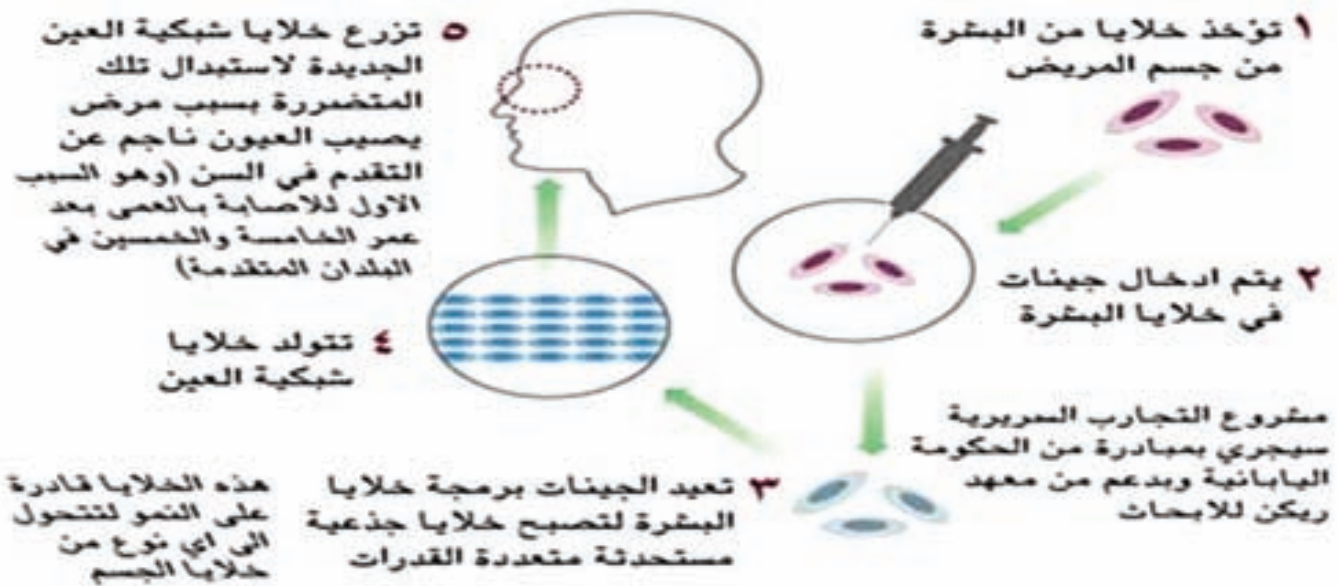 ١ تؤخذ خلايا من البشرة
من جسم المريض
٢ يتم ادخال جينات
في خلايا البشرة
مشروع التجارب السريرية
سيجري بمبادرة من الحكومة
اليابانية وبدعم من معهد
ريكن للابحاث
٣ تعيد الجينات برمجة خلايا
البشرة لتصبح خلايا جذعية
مستحدثة متعددة القدرات
هذه الخلايا قادرة
على النمو لتتحول
الى اي نوع من
خلايا الجسم
٤ تتولد خلايا
شبكية العين
٥ تزرع خلايا شبكية العين
الجديدة لاستبدال تلك
المتضررة بسبب مرض
يصيب العيون ناجم عن
التقدم في السن (وهو السبب
الاول للاصابة بالعمى بعد
عمر الخامسة والخمسين في
البلدان المتقدمة)